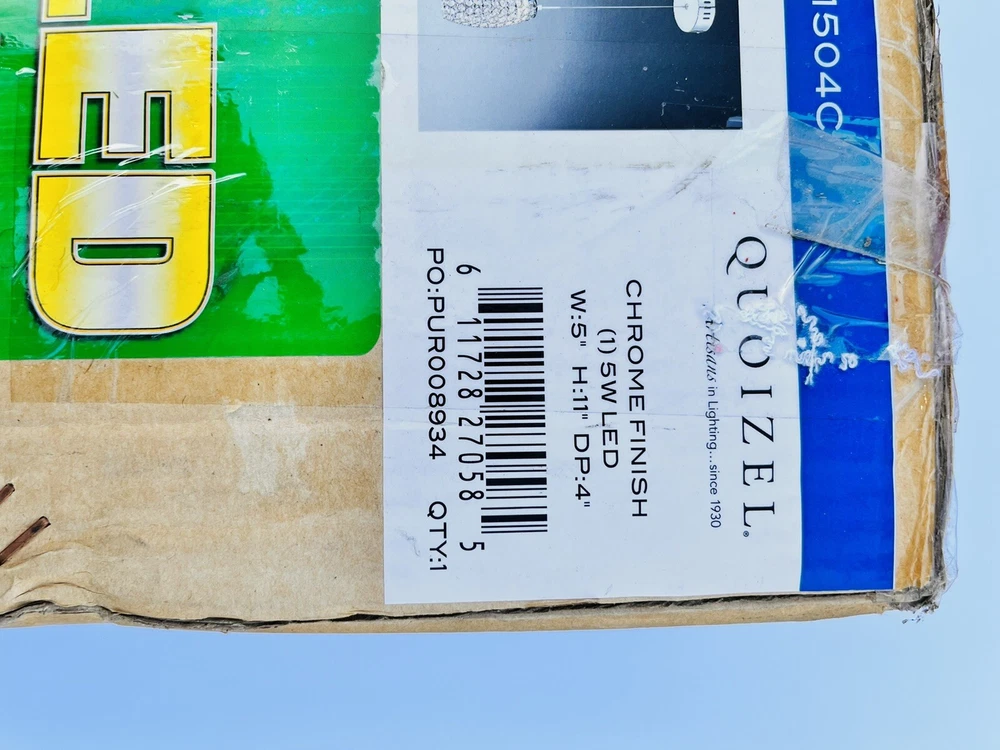 1504C
QUOIZEL®
Artisans in Lighting...since 1930
CHROME FINISH
(1) 5W LED
W:5" H:11" DP:4"
6 11728 27058 5
PO:PUR008934 QTY:1
ED